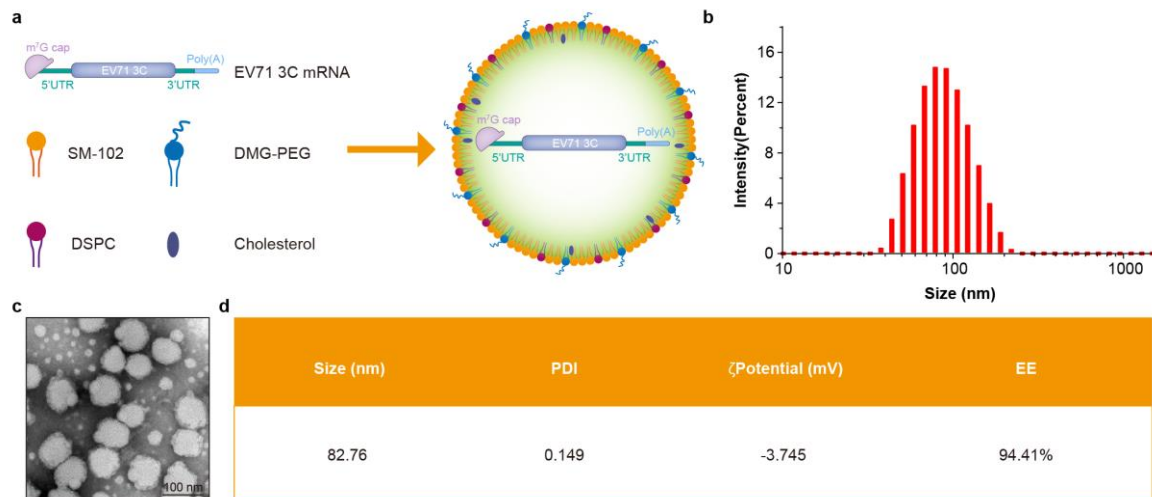 a
m⁷G cap
Poly(A)
EV71 3C
5'UTR
3'UTR
EV71 3C mRNA
SM-102
DMG-PEG
DSPC
Cholesterol
m⁷G cap
Poly(A)
EV71 3C
5'UTR
3'UTR
b
Intensity(Percent)
16
12
8
4
0
10
100
1000
Size (nm)
c
100 nm
d
Size (nm) PDI ζPotential (mV) EE
82.76 0.149 -3.745 94.41%